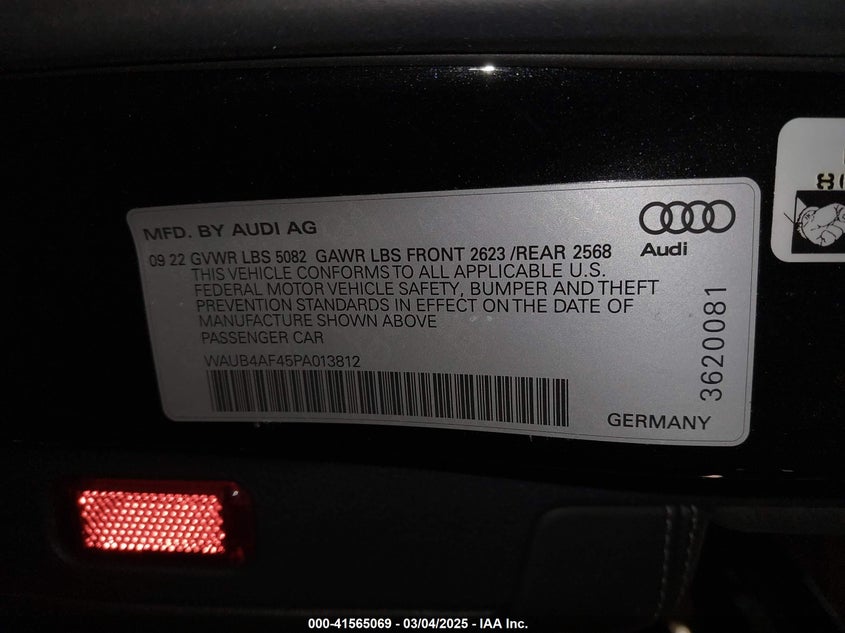 MFD. BY AUDI AG
Audi
09 22 GVWR LBS 5082 GAWR LBS FRONT 2623 /REAR 2568
THIS VEHICLE CONFORMS TO ALL APPLICABLE U.S.
FEDERAL MOTOR VEHICLE SAFETY, BUMPER AND THEFT
PREVENTION STANDARDS IN EFFECT ON THE DATE OF
MANUFACTURE SHOWN ABOVE
PASSENGER CAR
WAUB4AF45PA013812
GERMANY
3620081
000-41565069 - 03/04/2025 - IAA Inc.